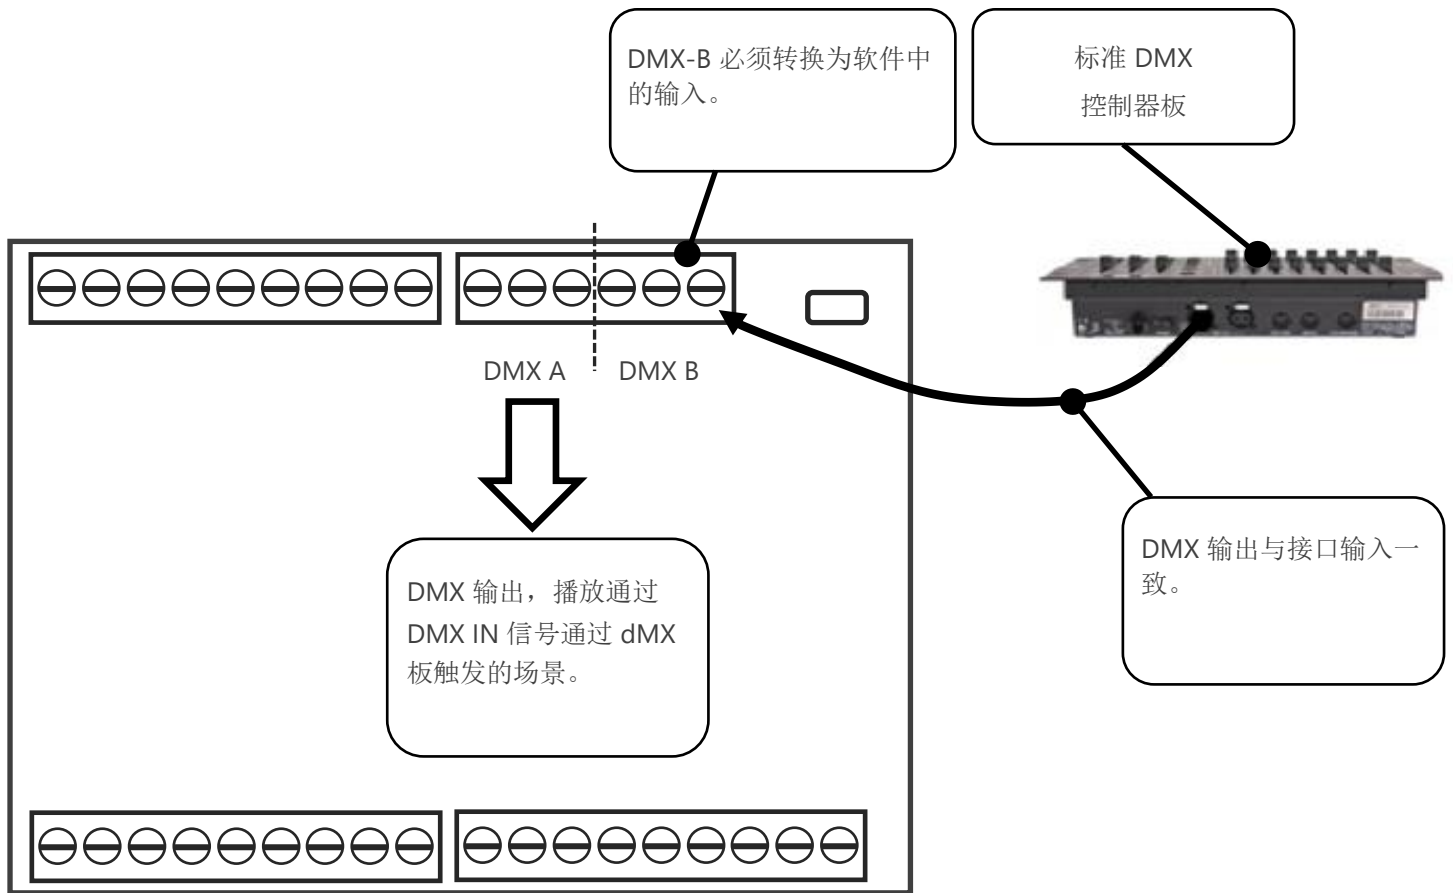 DMX-B 必须转换为软件中
的输入。
标准 DMX
控制器板
DMX A
DMX B
DMX 输出与接口输入一
致。
DMX 输出，播放通过
DMX IN 信号通过 dMX
板触发的场景。